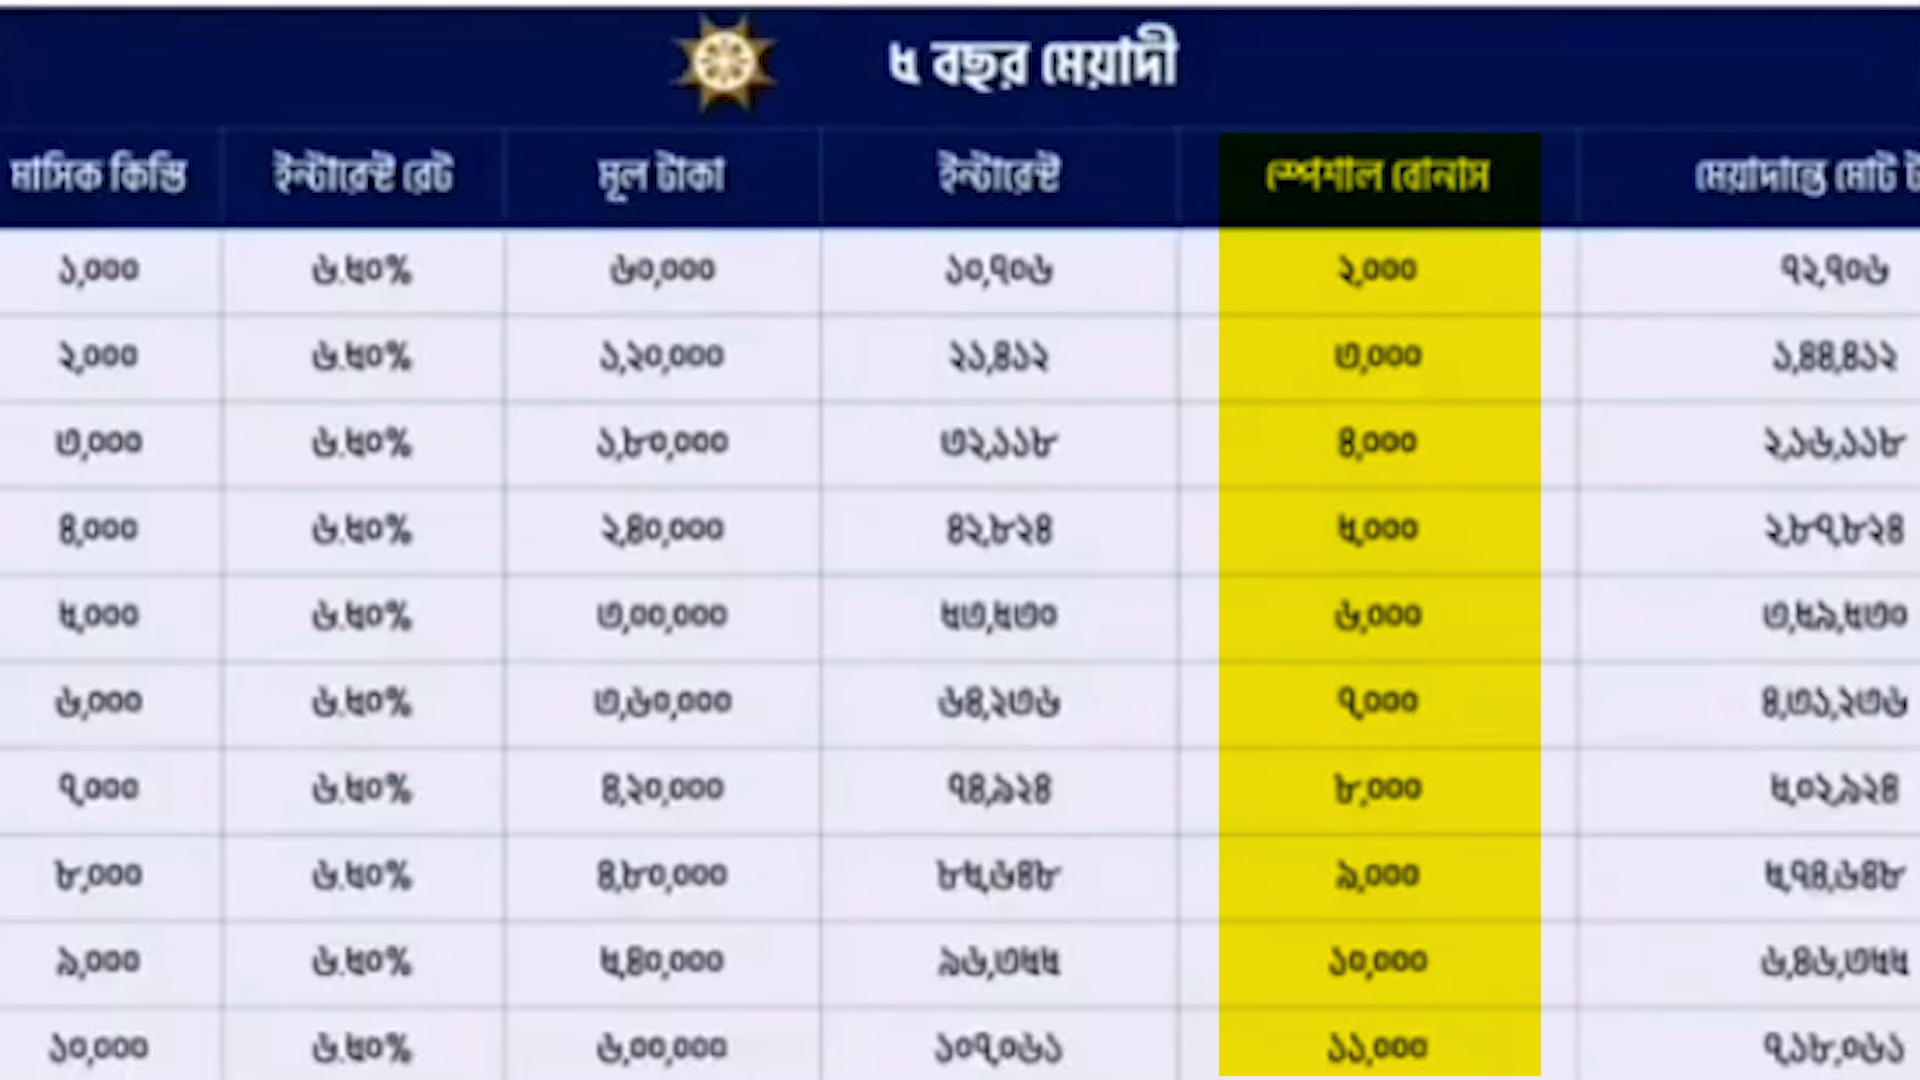 ৫ বছর মেয়াদী
মাসিক কিস্তি ইন্টারেস্ট রেট মূল টাকা ইন্টারেস্ট স্পেশাল বোনাস মেয়াদান্তে মোট ট
১,০০০ ৬.৫০% ৬০,০০০ ১০,৭০৬ ২,০০০ ৭২,৭০৬
২,০০০ ৬.৫০% ১,২০,০০০ ২১,৪১২ ৩,০০০ ১,৪৪,৪১২
৩,০০০ ৬.৫০% ১,৮০,০০০ ৩২,১১৮ ৪,০০০ ২,১৬,১১৮
৪,০০০ ৬.৫০% ২,৪০,০০০ ৪২,৮২৪ ৫,০০০ ২,৮৭,৮২৪
৫,০০০ ৬.৫০% ৩,০০,০০০ ৫৩,৫৩০ ৬,০০০ ৩,৫৯,৫৩০
৬,০০০ ৬.৫০% ৩,৬০,০০০ ৬৪,২৩৬ ৭,০০০ ৪,৩১,২৩৬
৭,০০০ ৬.৫০% ৪,২০,০০০ ৭৪,৯২৪ ৮,০০০ ৫,০২,৯২৪
৮,০০০ ৬.৫০% ৪,৮০,০০০ ৮৫,৬৪৮ ৯,০০০ ৫,৭৪,৬৪৮
৯,০০০ ৬.৫০% ৫,৪০,০০০ ৯৬,৩৫৫ ১০,০০০ ৬,৪৬,৩৫৫
১০,০০০ ৬.৫০% ৬,০০,০০০ ১০৭,০৬১ ১১,০০০ ৭,১৮,০৬১